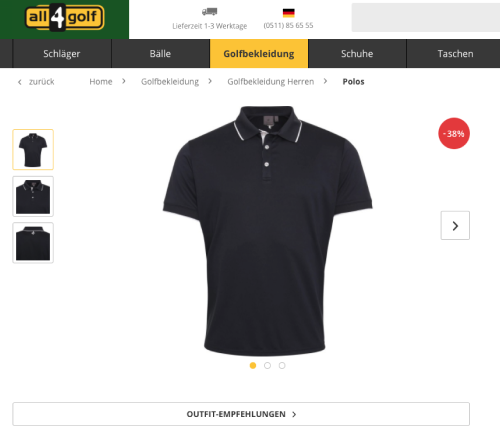 all4golf
Lieferzeit 1-3 Werktage
(0511) 85 65 55
Schläger
Bälle
Golfbekleidung
Schuhe
Taschen
zurück
Home
Golfbekleidung
Golfbekleidung Herren
Polos
-38%
OUTFIT-EMPFEHLUNGEN